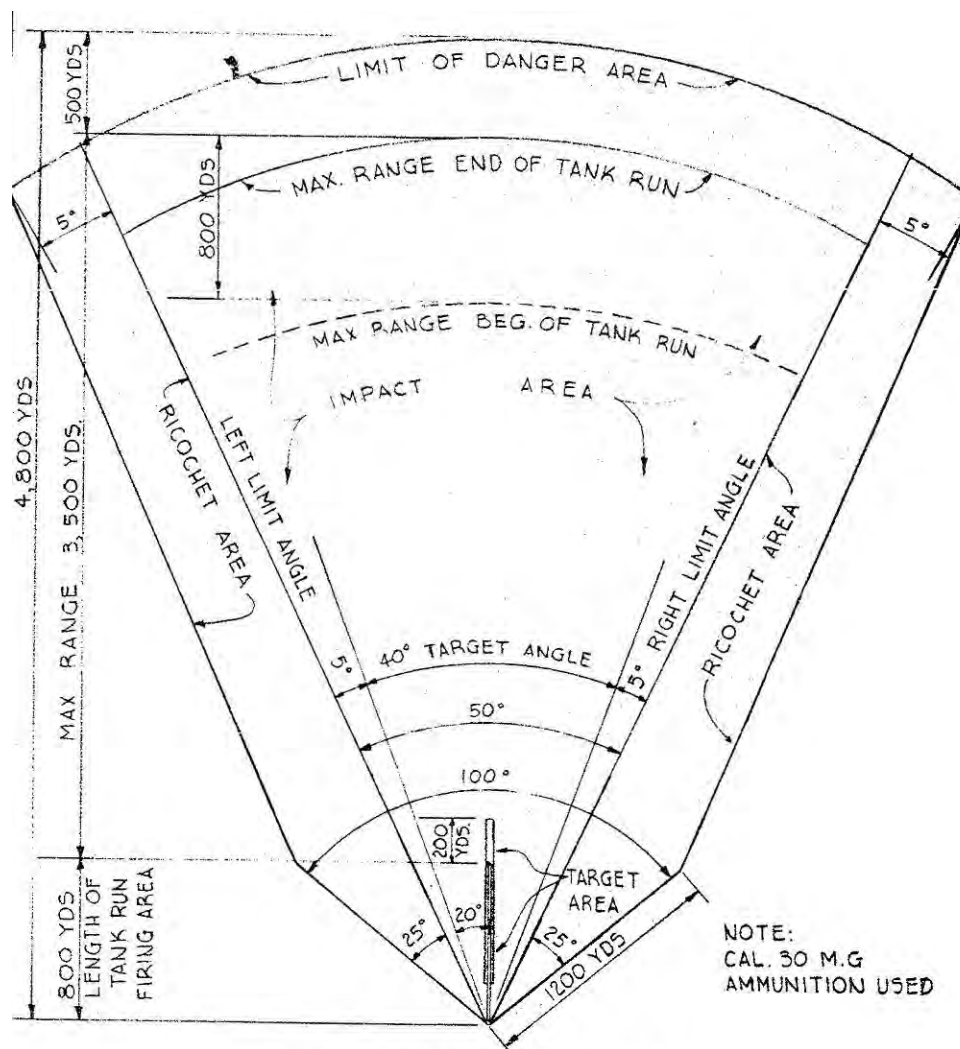 500 YDS
LIMIT OF DANGER AREA
MAX. RANGE END OF TANK RUN
5°
800 YDS
5°
MAX RANGE BEG. OF TANK RUN
IMPACT AREA
4,800 YDS
MAX RANGE 3,500 YDS.
RICOCHET AREA
LEFT LIMIT ANGLE
RIGHT LIMIT ANGLE
RICOCHET AREA
5°
40° TARGET ANGLE
5°
50°
100°
200
YDS.
TARGET
AREA
800 YDS
LENGTH OF
TANK RUN
FIRING AREA
25°
20°
25°
1200 YDS
NOTE:
CAL. 30 M.G
AMMUNITION USED